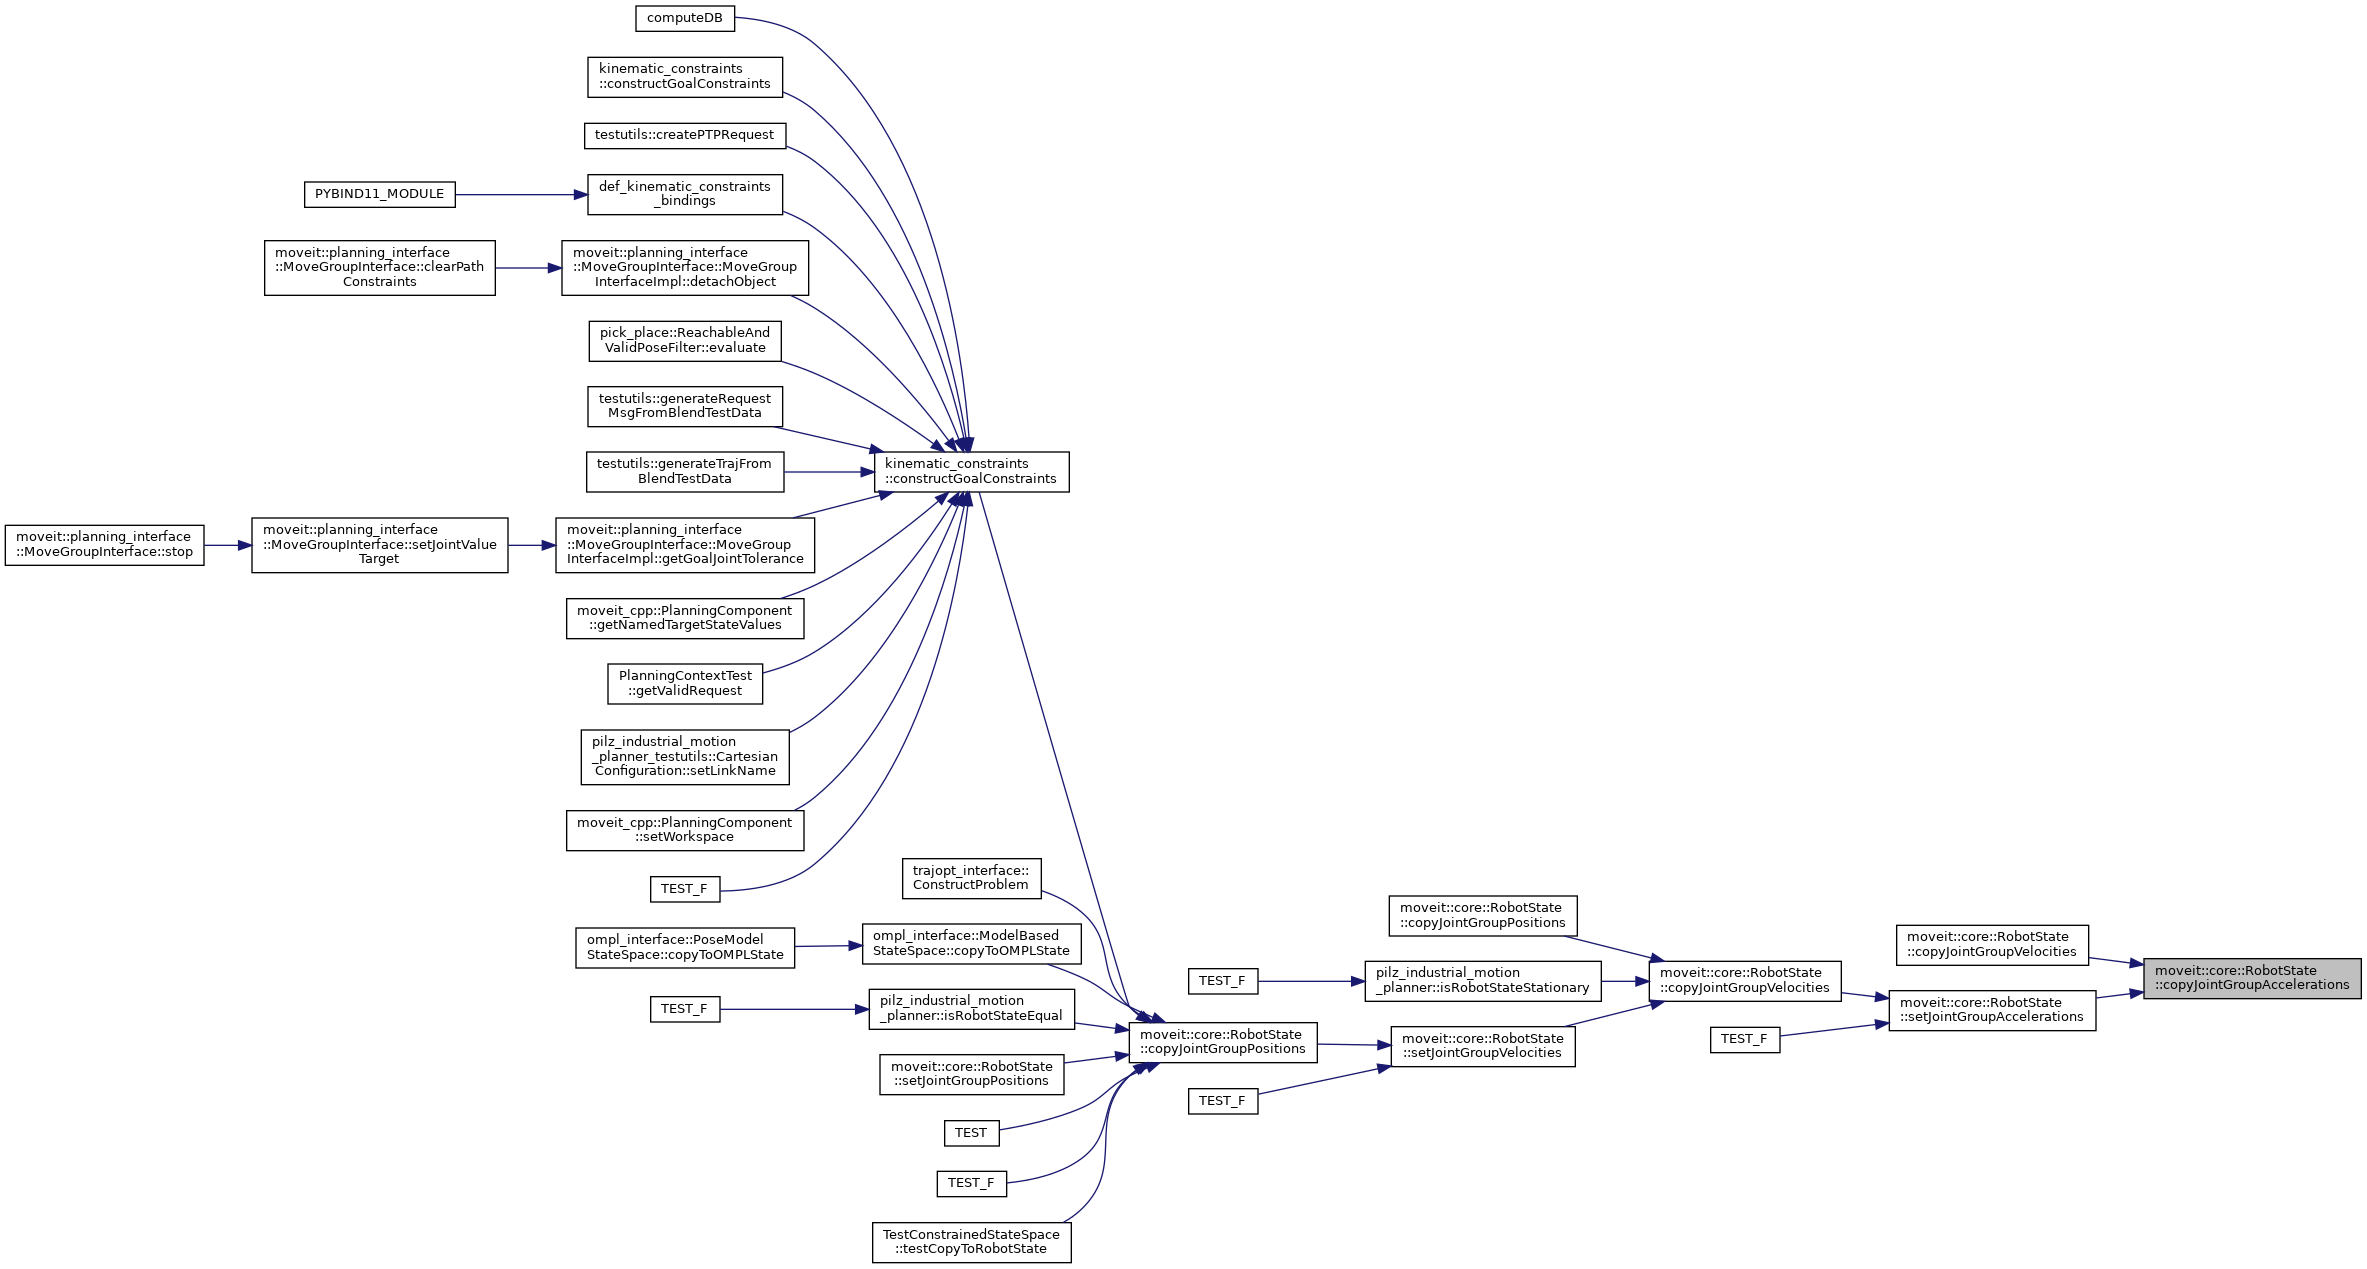 computeDB
kinematic_constraints
::constructGoalConstraints
testutils::createPTPRequest
PYBIND11_MODULE
def_kinematic_constraints
_bindings
moveit::planning_interface
::MoveGroupInterface::clearPath
Constraints
moveit::planning_interface
::MoveGroupInterface::MoveGroup
InterfaceImpl::detachObject
pick_place::ReachableAnd
ValidPoseFilter::evaluate
testutils::generateRequest
MsgFromBlendTestData
testutils::generateTrajFrom
BlendTestData
kinematic_constraints
::constructGoalConstraints
moveit::planning_interface
::MoveGroupInterface::stop
moveit::planning_interface
::MoveGroupInterface::setJointValue
Target
moveit::planning_interface
::MoveGroupInterface::MoveGroup
InterfaceImpl::getGoalJointTolerance
moveit_cpp::PlanningComponent
::getNamedTargetStateValues
PlanningContextTest
::getValidRequest
pilz_industrial_motion
_planner_testutils::Cartesian
Configuration::setLinkName
moveit_cpp::PlanningComponent
::setWorkspace
TEST_F
trajopt_interface::
ConstructProblem
ompl_interface::PoseModel
StateSpace::copyToOMPLState
ompl_interface::ModelBased
StateSpace::copyToOMPLState
TEST_F
pilz_industrial_motion
_planner::isRobotStateEqual
moveit::core::RobotState
::setJointGroupPositions
TEST
TEST_F
TestConstrainedStateSpace
::testCopyToRobotState
moveit::core::RobotState
::copyJointGroupPositions
moveit::core::RobotState
::copyJointGroupPositions
TEST_F
pilz_industrial_motion
_planner::isRobotStateStationary
moveit::core::RobotState
::setJointGroupVelocities
TEST_F
moveit::core::RobotState
::copyJointGroupVelocities
moveit::core::RobotState
::copyJointGroupVelocities
moveit::core::RobotState
::setJointGroupAccelerations
TEST_F
moveit::core::RobotState
::copyJointGroupAccelerations